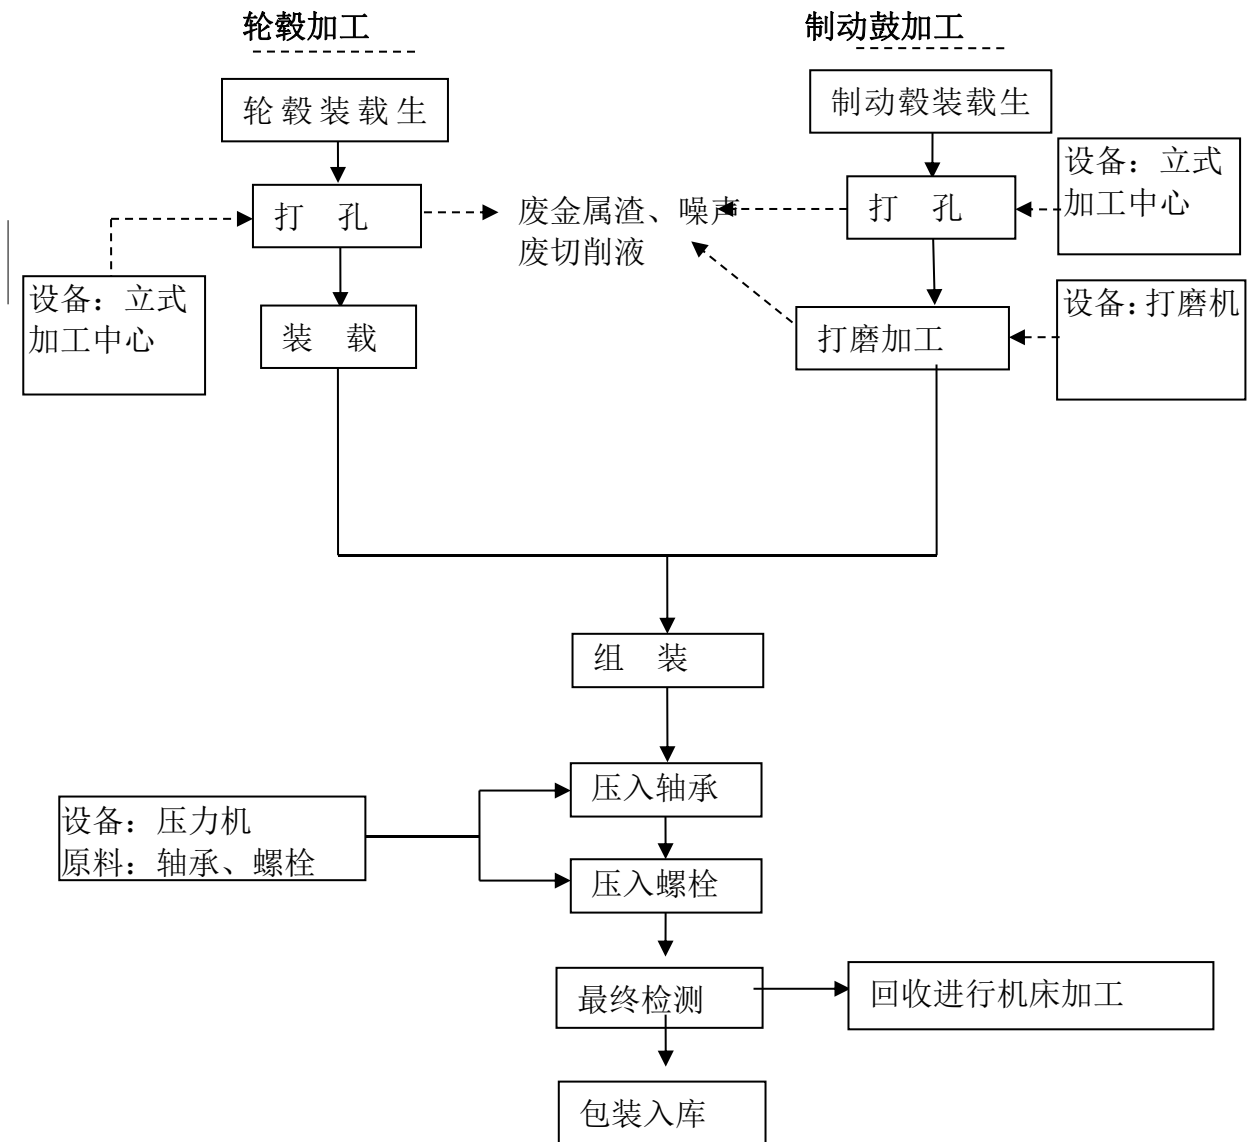 轮毂加工
制动鼓加工
轮毂装载生
制动毂装载生
设备：立式
加工中心
打 孔
废金属渣、噪声
废切削液
打 孔
设备：立式
加工中心
设备：打磨机
装 载
打磨加工
组 装
压入轴承
设备：压力机
原料：轴承、螺栓
压入螺栓
最终检测
回收进行机床加工
包装入库